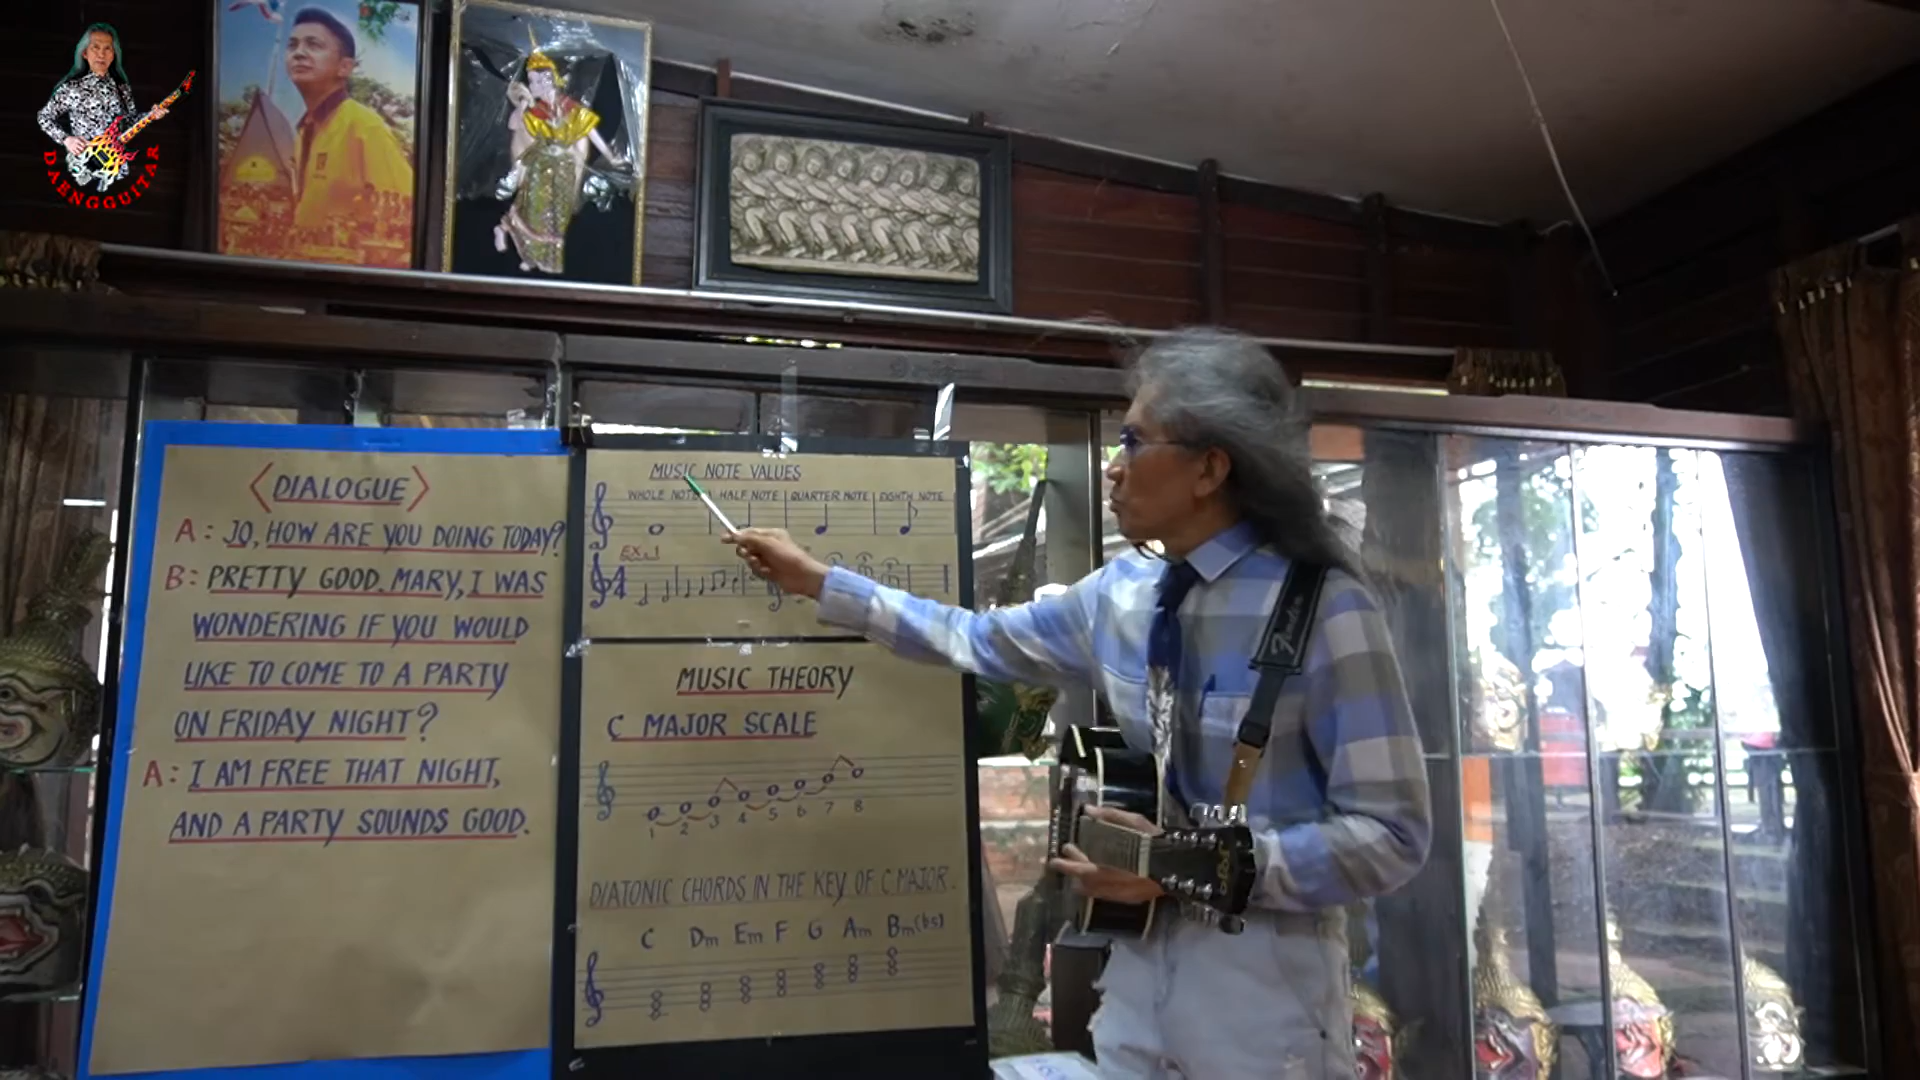 DAENGGUITAR
<DIALOGUE>
A: JO, HOW ARE YOU DOING TODAY?
B: PRETTY GOOD. MARY, I WAS
WONDERING IF YOU WOULD
LIKE TO COME TO A PARTY
ON FRIDAY NIGHT?
A: I AM FREE THAT NIGHT,
AND A PARTY SOUNDS GOOD.
MUSIC NOTE VALUES
WHOLE NOTE HALF NOTE QUARTER NOTE EIGHTH NOTE
EX.1
4
4
MUSIC THEORY
C MAJOR SCALE
1 2 3 4 5 6 7 8
DIATONIC CHORDS IN THE KEY OF C MAJOR.
C Dm Em F G Am Bm(b5)
Fender